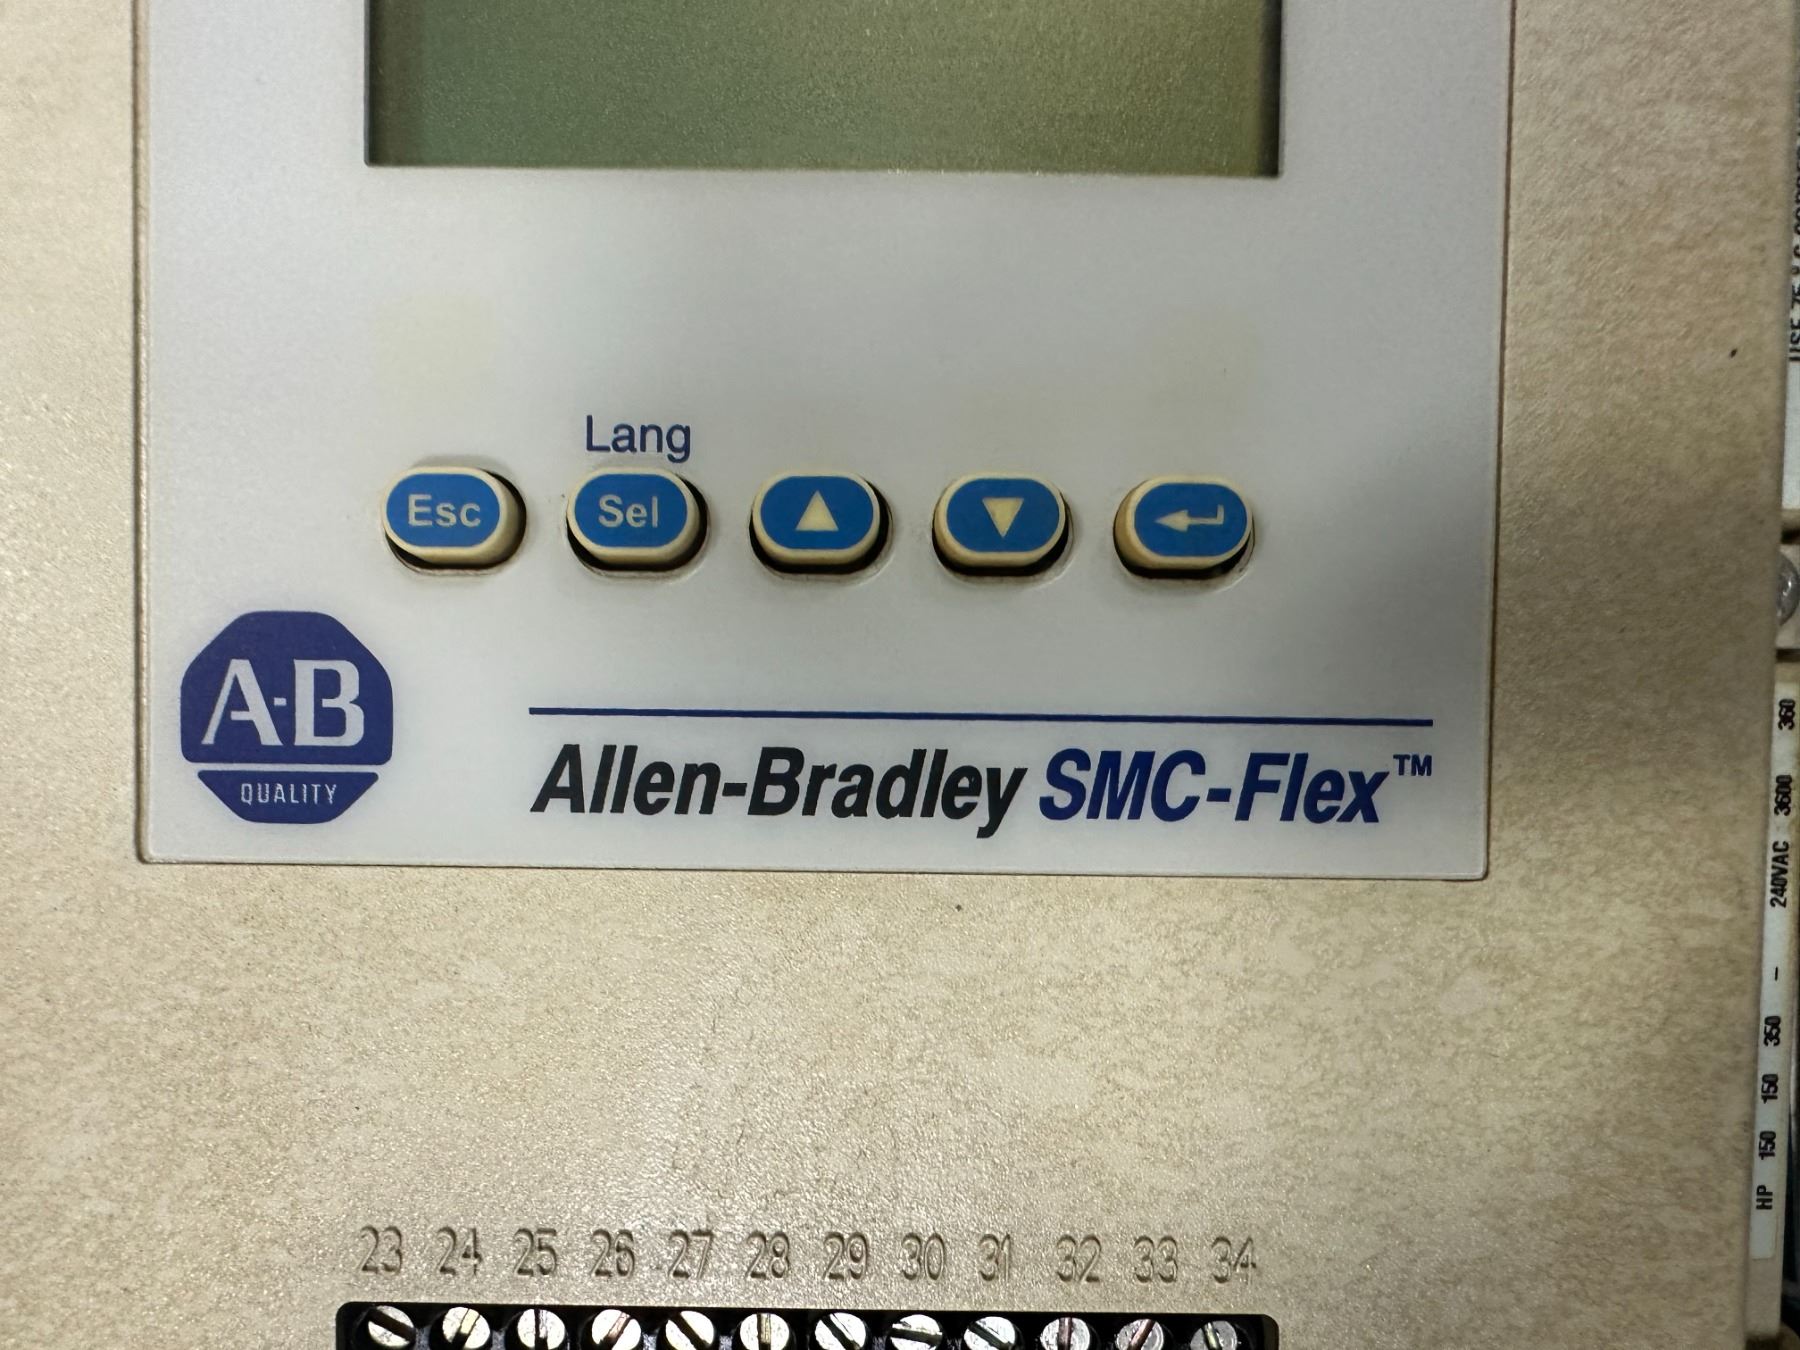 Lang
Esc Sel
A-B
QUALITY
Allen-Bradley SMC-Flex™
23 24 25 26 27 28 29 30 31 32 33 34
HP 150 150 350 – 240VAC 3600 360